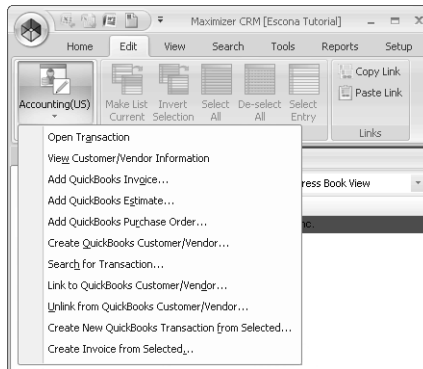 Maximizer CRM [Escona Tutorial]
Home Edit View Search Tools Reports Setup
Accounting(US)
Make List Current
Invert Selection
Select All
De-select All
Select Entry
Copy Link
Paste Link
Links
Open Transaction
View Customer/Vendor Information
Add QuickBooks Invoice...
Add QuickBooks Estimate...
Add QuickBooks Purchase Order...
Create QuickBooks Customer/Vendor...
Search for Transaction...
Link to QuickBooks Customer/Vendor...
Unlink from QuickBooks Customer/Vendor...
Create New QuickBooks Transaction from Selected...
Create Invoice from Selected...
ress Book View
nc.